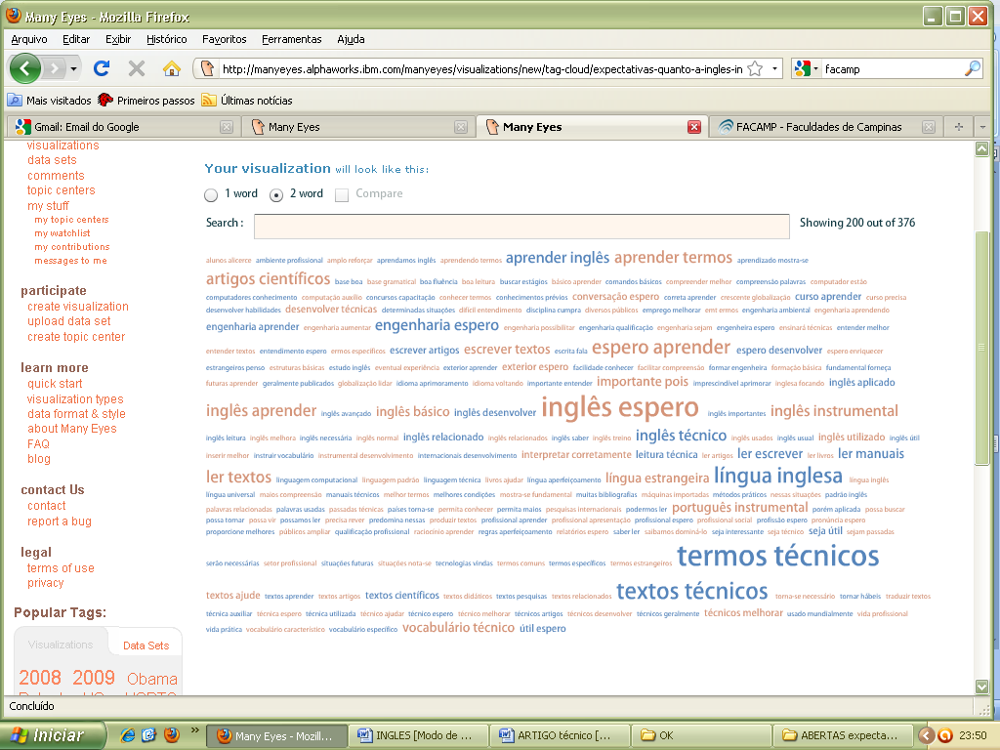 Many Eyes - Mozilla Firefox
Arquivo Editar Exibir Histórico Favoritos Ferramentas Ajuda
http://manyeyes.alphaworks.ibm.com/manyeyes/visualizations/new/tag-cloud/expectativas-quanto-a-ingles-in
facamp
Mais visitados Primeiros passos Últimas notícias
Gmail: Email do Google Many Eyes Many Eyes FACAMP - Faculdades de Campinas
visualizations
data sets
comments
topic centers
my stuff
my topic centers
my watchlist
my contributions
messages to me
participate
create visualization
upload data set
create topic center
learn more
quick start
visualization types
data format & style
about Many Eyes
FAQ
blog
contact Us
contact
report a bug
legal
terms of use
privacy
Popular Tags:
Visualizations Data Sets
2008 2009 Obama
Your visualization will look like this:
1 word 2 word Compare
Search : Showing 200 out of 376
alunos alicerce ambiente profissional amplo reforçar aprendamos inglês aprendendo termos aprender inglês aprender termos aprendizado mostra-se
artigos científicos base boa base gramatical boa fluência boa leitura buscar estágios básico aprender comandos básicos compreender melhor compreensão palavras computador estão
computadores conhecimento computação auxílio concursos capacitação conhecer termos conhecimentos prévios conversação espero correta aprender crescente globalização curso aprender curso precisa
desenvolver habilidades desenvolver técnicas determinadas situações difícil entendimento disciplina cumpra diversos públicos emprego melhorar emt ermos engenharia ambiental engenharia aprendendo
engenharia aprender engenharia aumentar engenharia espero engenharia possibilitar engenharia qualificação engenharia sejam engenheira espero ensinará técnicas entender melhor
entender textos entendimento espero ermos específicos escrever artigos escrever textos escrita fala espero aprender espero desenvolver espero enriquecer
estrangeiros penso estruturas básicas estudo inglês eventual experiência exterior aprender exterior espero facilidade conhecer facilitar compreensão formar engenheira formação básica fundamental forneça
futuras aprender geralmente publicados globalização lidar idioma aprimoramento idioma voltando importante entender importante pois imprescindível aprimorar inglesa focando inglês aplicado
inglês aprender inglês avançado inglês básico inglês desenvolver inglês espero inglês importantes inglês instrumental
inglês leitura inglês melhora inglês necessária inglês normal inglês relacionado inglês relacionados inglês saber inglês treino inglês técnico inglês usados inglês usual inglês utilizado inglês útil
inserir melhor instruir vocabulário instrumental desenvolvimento internacionais desenvolvimento interpretar corretamente leitura técnica ler artigos ler escrever ler livros ler manuais
ler textos linguagem computacional linguagem padrão linguagem técnica livros ajudar língua aperfeiçoamento língua estrangeira língua inglesa língua inglês
língua universal maios compreensão manuais técnicos melhor termos melhores condições mostra-se fundamental muitas bibliografias máquinas importadas métodos práticos nessas situações padrão inglês
palavras relacionadas palavras usadas passadas técnicas países torna-se permita conhecer permita maios pesquisas internacionais podermos ler português instrumental porém aplicada possa buscar
possa tornar possa vir possamos ler precisa rever predomina nessas produzir textos profissional aprender profissional apresentação profissional espero profissional social profissão espero pronúncia espero
proporcione melhores públicos ampliar qualificação profissional raciocínio aprender regras aperfeiçoamento relatórios espero saber ler saibamos dominá-lo seja interessante seja técnico seja útil sejam passadas
serão necessárias setor profissional situações futuras situações nota-se tecnologias vindas termos comuns termos específicos termos estrangeiros termos técnicos
textos ajude textos aprender textos artigos textos científicos textos didáticos textos pesquisas textos relacionados textos técnicos torna-se necessário tornar hábeis traduzir textos
técnica auxiliar técnica espero técnica utilizada técnico ajudar técnico espero técnico melhorar técnicos artigos técnicos desenvolver técnicos geralmente técnicos melhorar usado mundialmente vida profissional
vida prática vocabulário característico vocabulário específico vocabulário técnico útil espero
Concluído
Iniciar Many Eyes - Mozill... INGLES [Modo de ... ARTIGO técnico [... OK ABERTAS expecta... 23:50